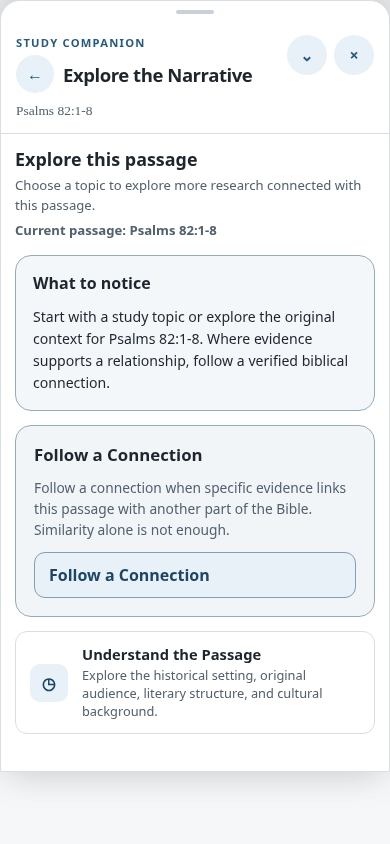 STUDY COMPANION
← Explore the Narrative
Psalms 82:1-8
Explore this passage
Choose a topic to explore more research connected with
this passage.
Current passage: Psalms 82:1-8
What to notice
Start with a study topic or explore the original
context for Psalms 82:1-8. Where evidence
supports a relationship, follow a verified biblical
connection.
Follow a Connection
Follow a connection when specific evidence links
this passage with another part of the Bible.
Similarity alone is not enough.
Follow a Connection
Understand the Passage
Explore the historical setting, original
audience, literary structure, and cultural
background.